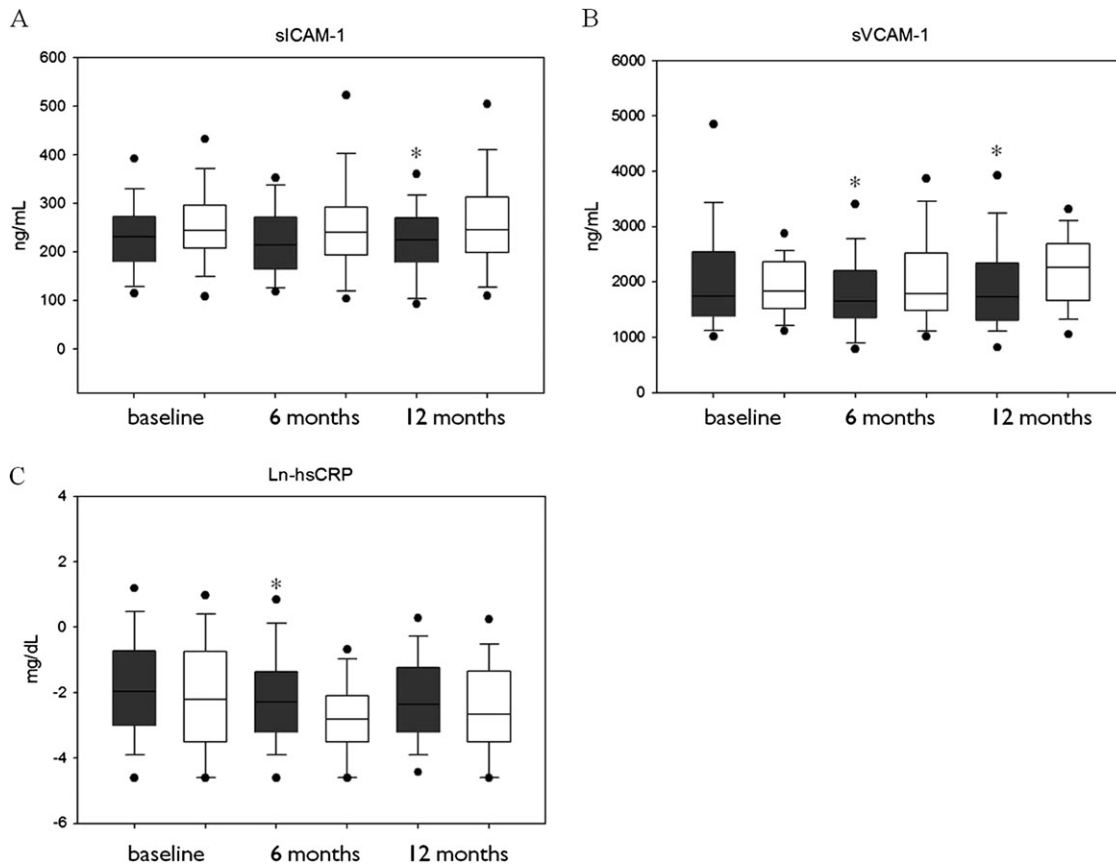 A
sICAM-1
600
500
400
300
200
100
0
ng/mL
*
baseline 6 months 12 months
B
sVCAM-1
6000
5000
4000
3000
2000
1000
0
ng/mL
*
*
baseline 6 months 12 months
C
Ln-hsCRP
4
2
0
-2
-4
-6
mg/dL
*
baseline 6 months 12 months